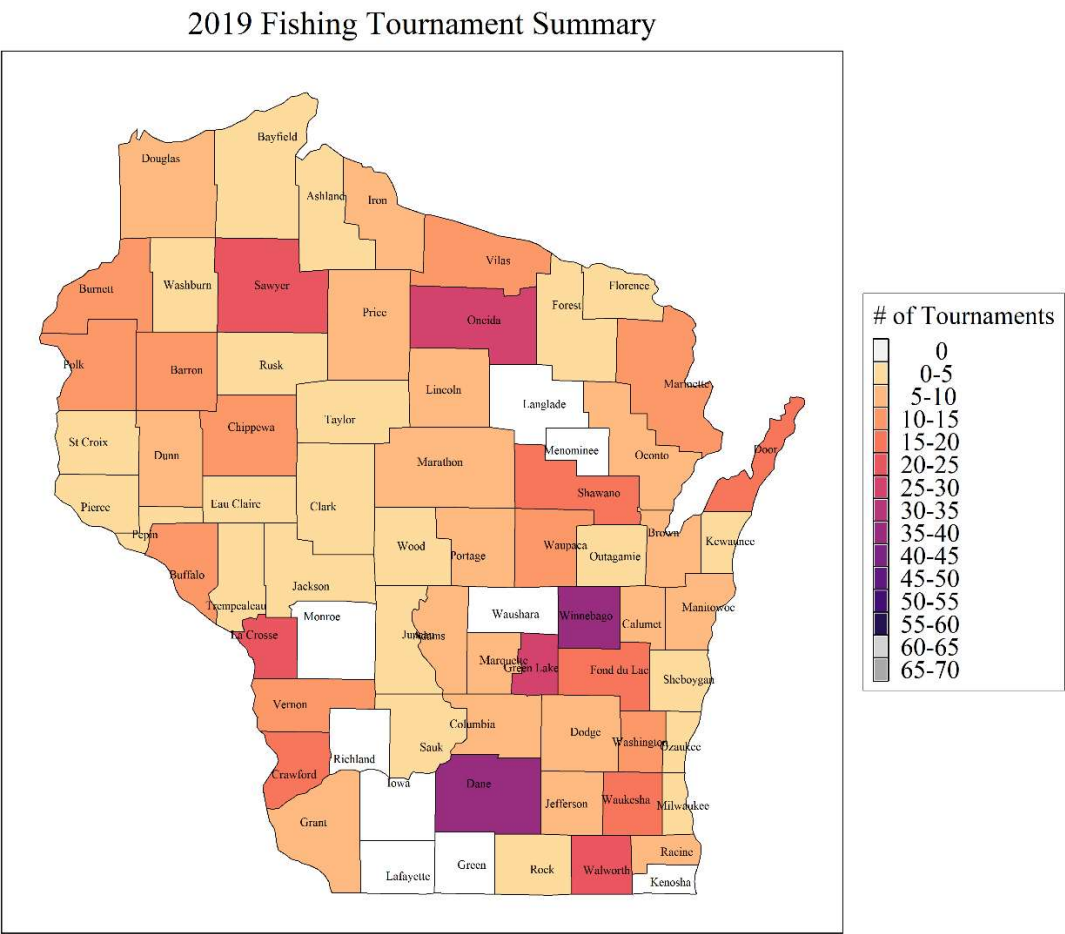 2019 Fishing Tournament Summary
Bayfield
Douglas
Ashland
Iron
Vilas
Burnett
Washburn
Sawyer
Florence
Forest
Price
Oneida
Polk
Barron
Rusk
Marinette
Lincoln
Langlade
Taylor
Chippewa
St Croix
Dunn
Menominee
Oconto
Door
Marathon
Shawano
Pierce
Eau Claire
Clark
Pepin
Wood
Portage
Waupaca
Outagamie
Brown
Kewaunee
Buffalo
Jackson
Trempealeau
Monroe
Waushara
Winnebago
Calumet
Manitowoc
La Crosse
Juneau
Adams
Marquette
Green Lake
Fond du Lac
Sheboygan
Vernon
Columbia
Sauk
Dodge
Washington
Ozaukee
Richland
Crawford
Iowa
Dane
Jefferson
Waukesha
Milwaukee
Grant
Racine
Lafayette
Green
Rock
Walworth
Kenosha
# of Tournaments
0
0-5
5-10
10-15
15-20
20-25
25-30
30-35
35-40
40-45
45-50
50-55
55-60
60-65
65-70